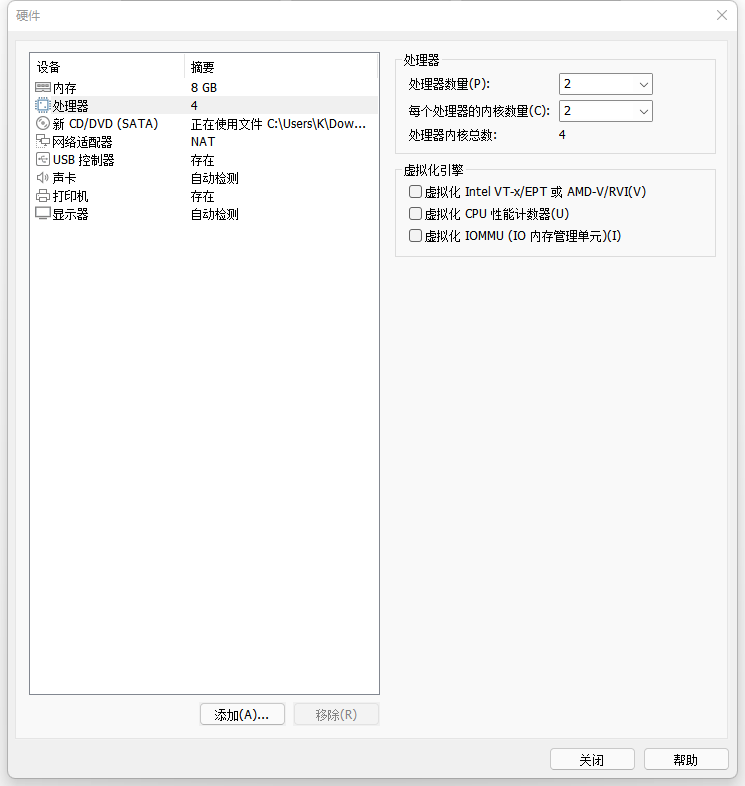 硬件
设备 摘要
内存 8 GB
处理器 4
新 CD/DVD (SATA) 正在使用文件 C:\Users\K\Dow...
网络适配器 NAT
USB 控制器 存在
声卡 自动检测
打印机 存在
显示器 自动检测
添加(A)... 移除(R)
处理器
处理器数量(P): 2
每个处理器的内核数量(C): 2
处理器内核总数: 4
虚拟化引擎
虚拟化 Intel VT-x/EPT 或 AMD-V/RVI(V)
虚拟化 CPU 性能计数器(U)
虚拟化 IOMMU (IO 内存管理单元)(I)
关闭 帮助